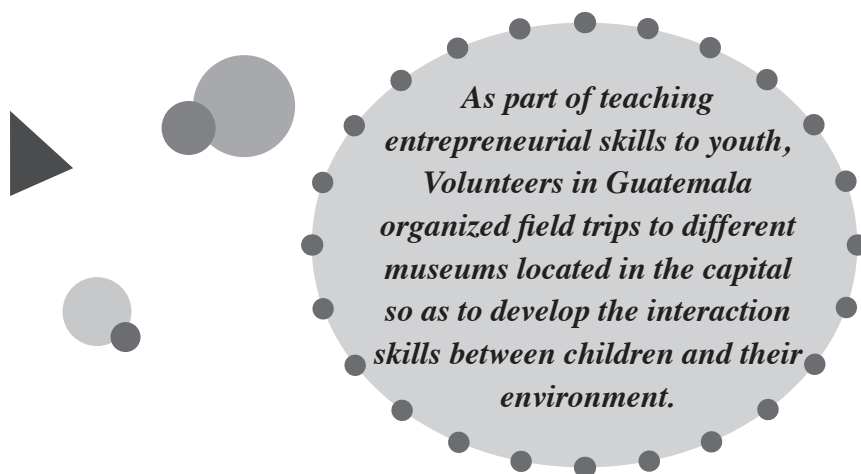 As part of teaching
entrepreneurial skills to youth,
Volunteers in Guatemala
organized field trips to different
museums located in the capital
so as to develop the interaction
skills between children and their
environment.